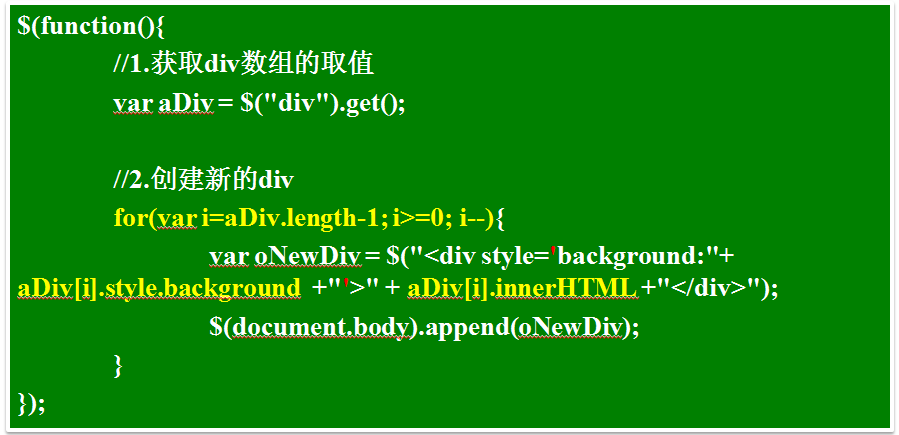 $(function(){
//1.获取div数组的取值
var aDiv = $("div").get();
//2.创建新的div
for(var i=aDiv.length-1; i>=0; i--){
var oNewDiv = $("<div style='background:"+
aDiv[i].style.background +"'>" + aDiv[i].innerHTML +"</div>");
$(document.body).append(oNewDiv);
}
});